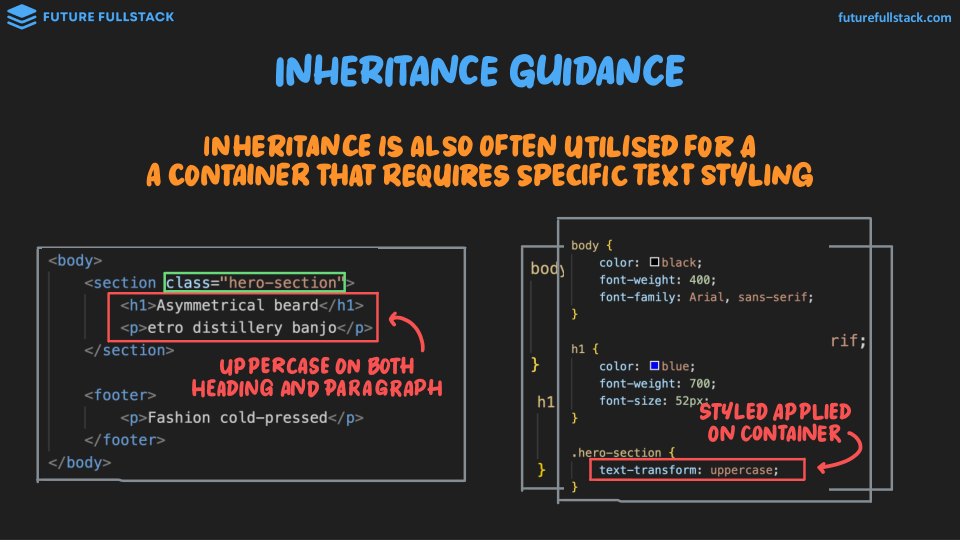 FUTURE FULLSTACK
futurefullstack.com
INHERITANCE GUIDANCE
INHERITANCE IS ALSO OFTEN UTILISED FOR A
A CONTAINER THAT REQUIRES SPECIFIC TEXT STYLING
<body>
<section class="hero-section">
<h1>Asymmetrical beard</h1>
<p>etro distillery banjo</p>
</section>
<footer>
<p>Fashion cold-pressed</p>
</footer>
</body>
UPPERCASE ON BOTH
HEADING AND PARAGRAPH
body
}
h1
}
rif;
body {
color: black;
font-weight: 400;
font-family: Arial, sans-serif;
}
h1 {
color: blue;
font-weight: 700;
font-size: 52px;
}
.hero-section {
text-transform: uppercase;
}
STYLED APPLIED
ON CONTAINER